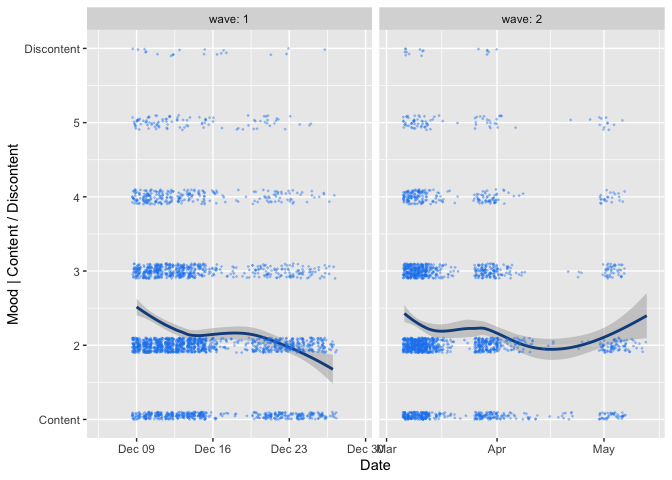 wave: 1
wave: 2
Mood | Content / Discontent
Discontent
5
4
3
2
Content
Dec 09
Dec 16
Dec 23
Dec 30
Mar
Apr
May
Date